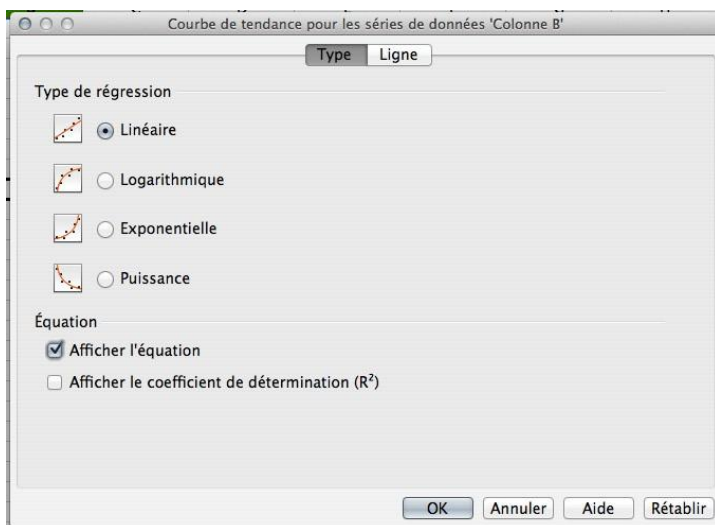 Courbe de tendance pour les séries de données 'Colonne B'
Type Ligne
Type de régression
Linéaire
Logarithmique
Exponentielle
Puissance
Équation
Afficher l'équation
Afficher le coefficient de détermination (R²)
OK Annuler Aide Rétablir